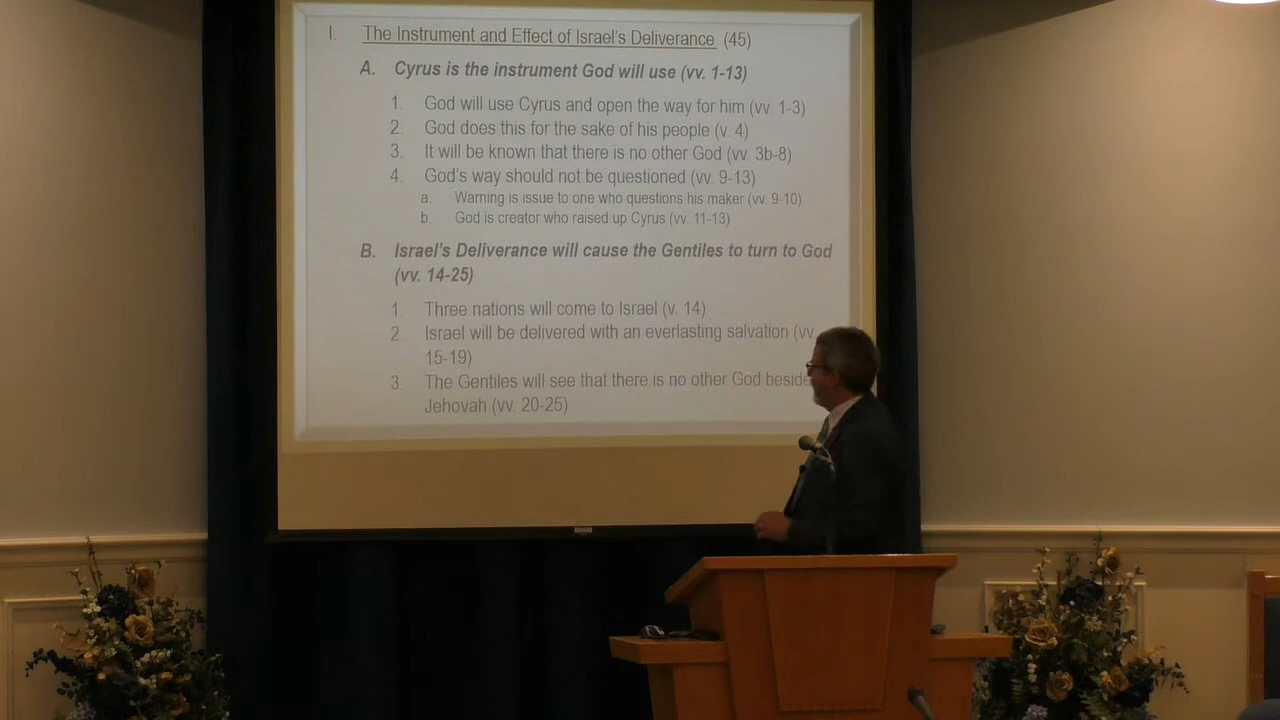 I. The Instrument and Effect of Israel's Deliverance (45)
A. Cyrus is the instrument God will use (vv. 1-13)
1. God will use Cyrus and open the way for him (vv. 1-3)
2. God does this for the sake of his people (v. 4)
3. It will be known that there is no other God (vv. 3b-8)
4. God's way should not be questioned (vv. 9-13)
a. Warning is issue to one who questions his maker (vv. 9-10)
b. God is creator who raised up Cyrus (vv. 11-13)
B. Israel's Deliverance will cause the Gentiles to turn to God
(vv. 14-25)
1. Three nations will come to Israel (v. 14)
2. Israel will be delivered with an everlasting salvation (vv
15-19)
3. The Gentiles will see that there is no other God
Jehovah (vv. 20-25)